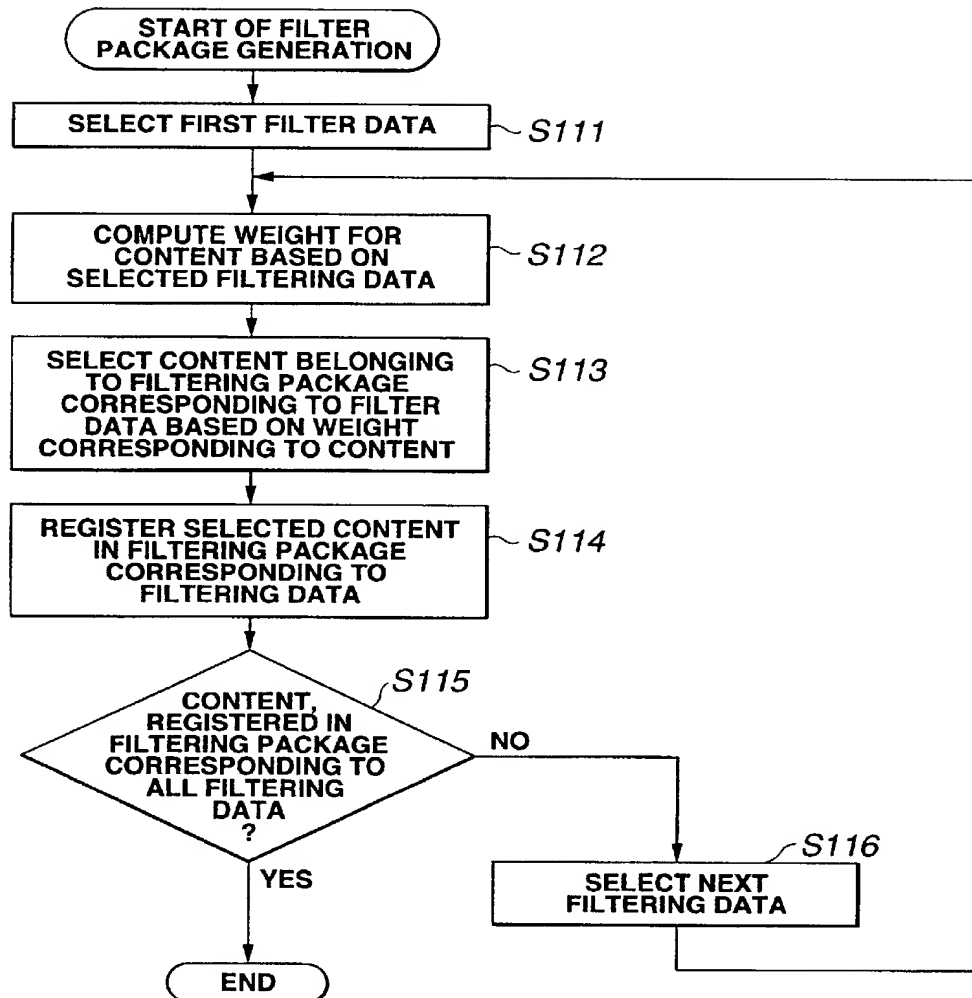 START OF FILTER
PACKAGE GENERATION
SELECT FIRST FILTER DATA
S111
COMPUTE WEIGHT FOR
CONTENT BASED ON
SELECTED FILTERING DATA
S112
SELECT CONTENT BELONGING
TO FILTERING PACKAGE
CORRESPONDING TO FILTER
DATA BASED ON WEIGHT
CORRESPONDING TO CONTENT
S113
REGISTER SELECTED CONTENT
IN FILTERING PACKAGE
CORRESPONDING TO
FILTERING DATA
S114
S115
CONTENT,
REGISTERED IN
FILTERING PACKAGE
CORRESPONDING TO
ALL FILTERING
DATA
?
NO
YES
S116
SELECT NEXT
FILTERING DATA
END